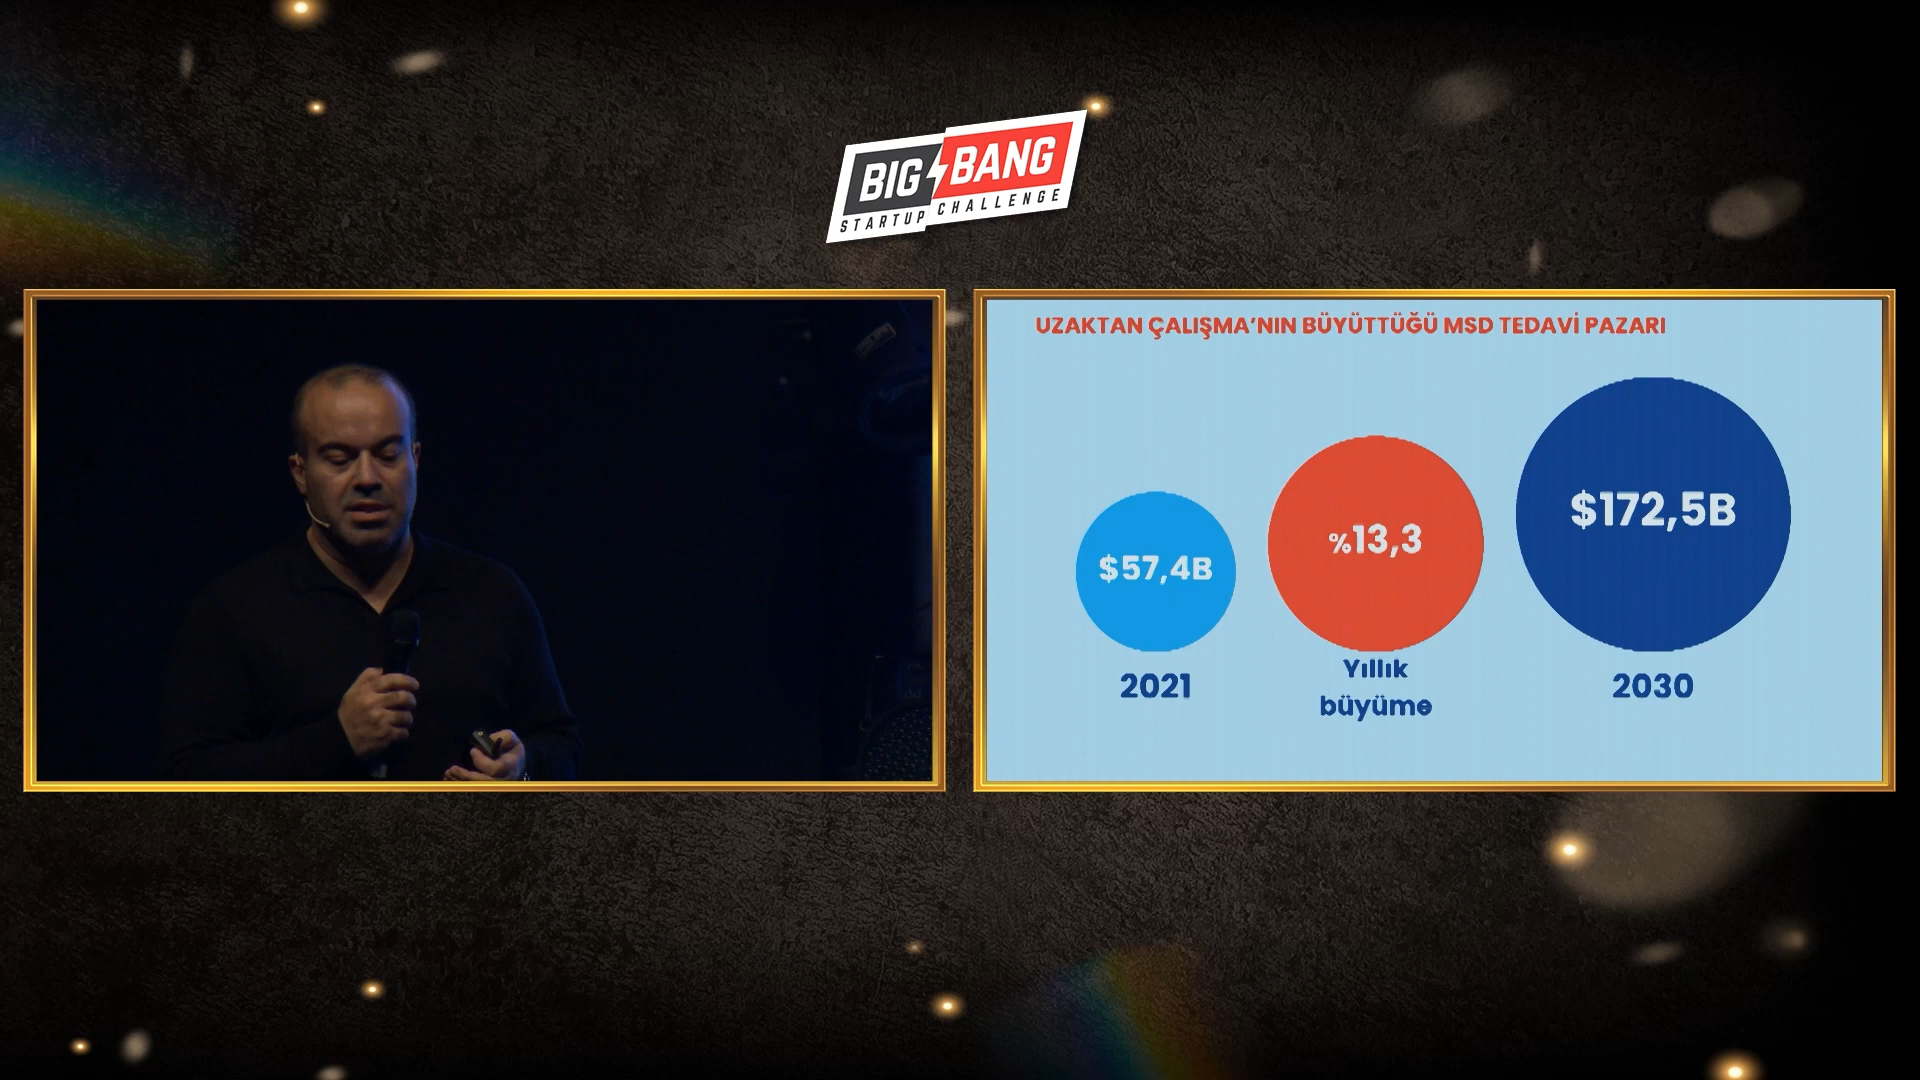 BIG BANG
STARTUP CHALLENGE
UZAKTAN ÇALIŞMA’NIN BÜYÜTTÜĞÜ MSD TEDAVİ PAZARI
$57,4B
%13,3
$172,5B
2021
Yıllık
büyüme
2030